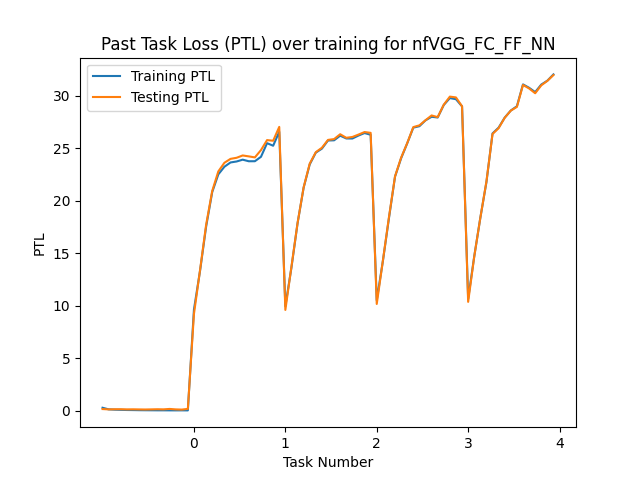 Past Task Loss (PTL) over training for nfVGG_FC_FF_NN
Training PTL
Testing PTL
30
25
20
15
10
5
0
PTL
0 1 2 3 4
Task Number